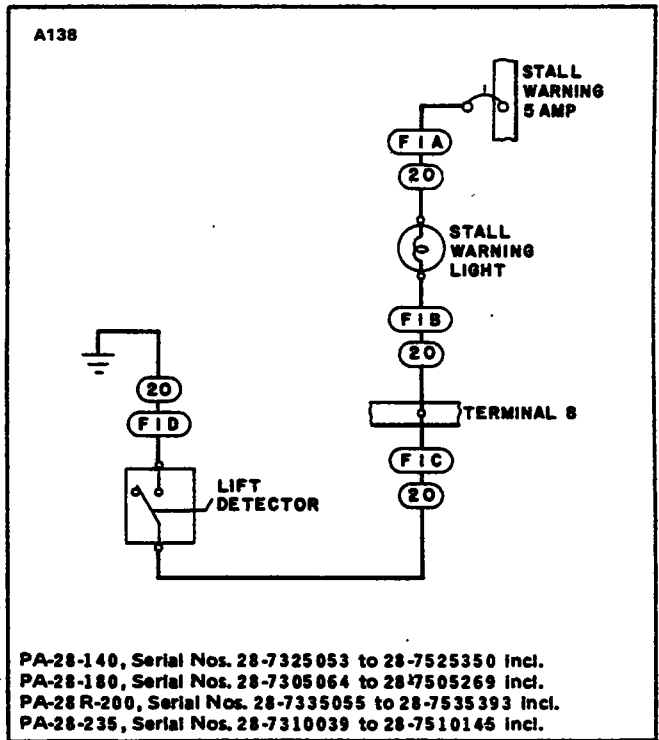 A138
STALL
WARNING
5 AMP
F1A
20
STALL
WARNING
LIGHT
F1B
20
20
F1D
TERMINAL 8
F1C
20
LIFT
DETECTOR
PA-28-140, Serial Nos. 28-7325053 to 28-7525350 incl.
PA-28-180, Serial Nos. 28-7305064 to 28-7505269 incl.
PA-28R-200, Serial Nos. 28-7335055 to 28-7535393 incl.
PA-28-235, Serial Nos. 28-7310039 to 28-7510145 incl.